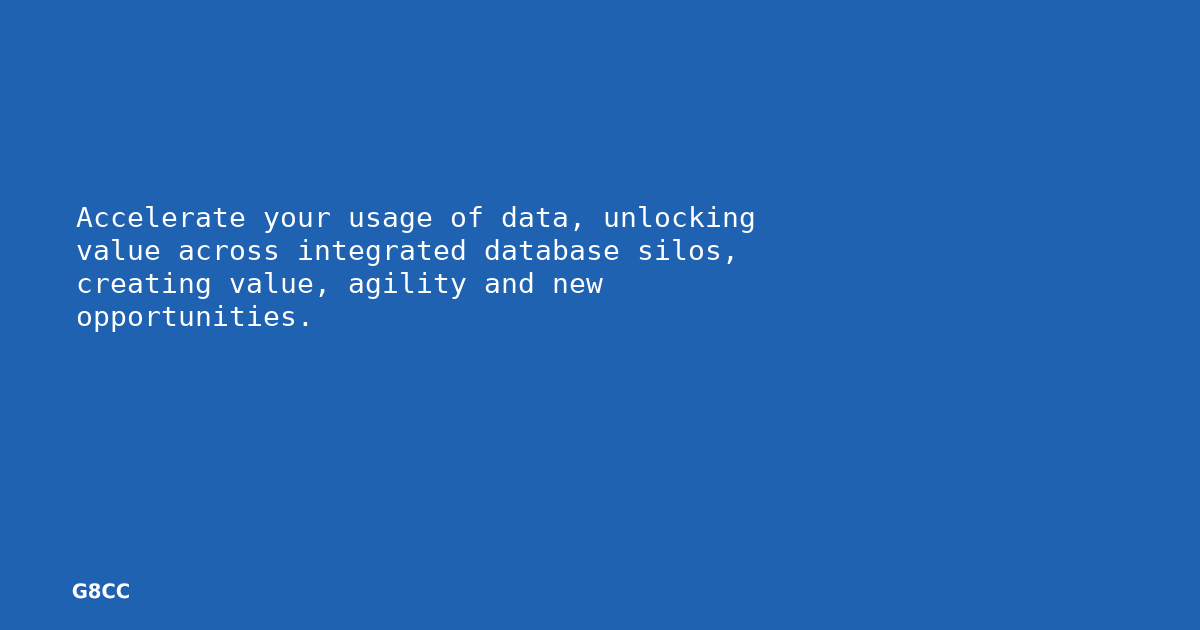 Accelerate your usage of data, unlocking
value across integrated database silos,
creating value, agility and new
opportunities.
G8CC